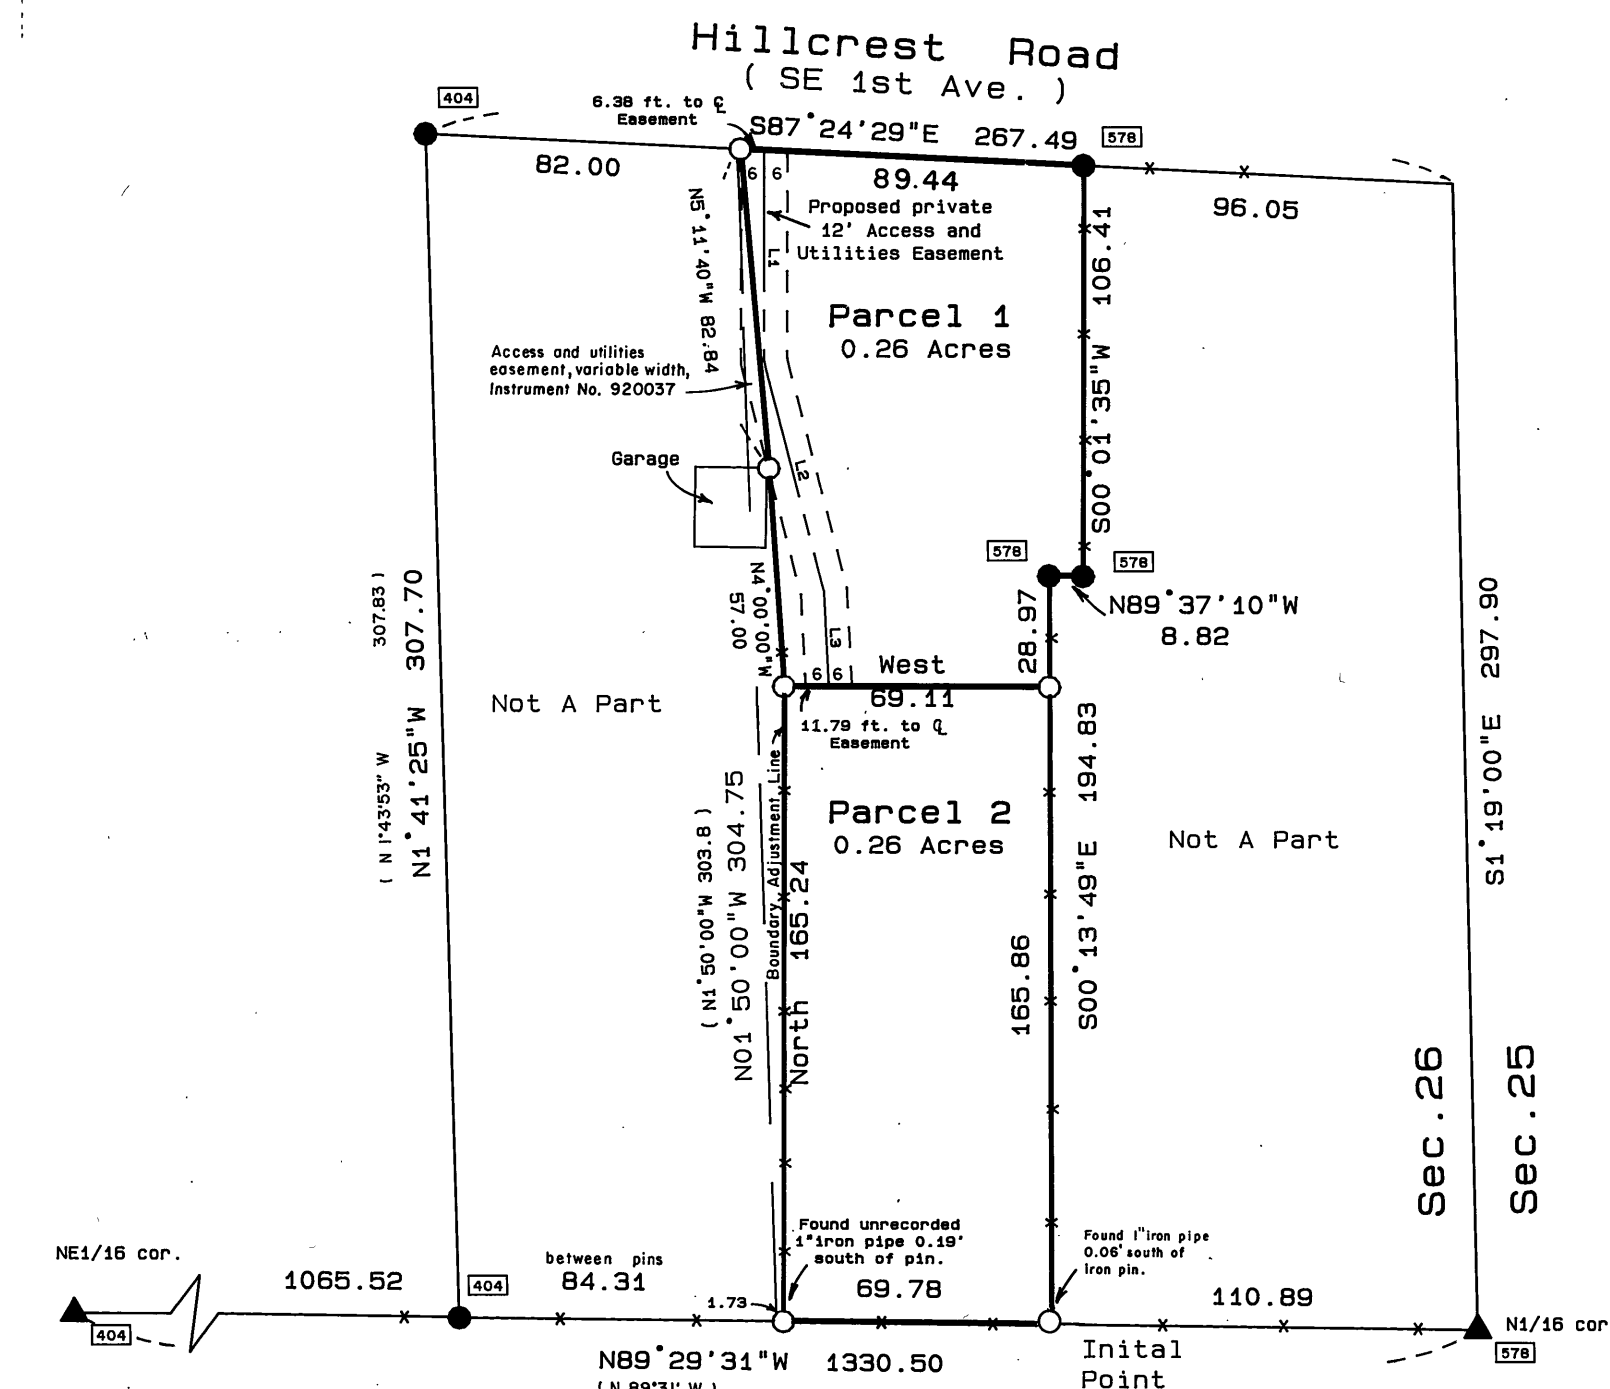 Hillcrest Road
( SE 1st Ave. )
404
6.38 ft. to ℄
Easement
S87°24'29"E 267.49
578
82.00
6 6
89.44
96.05
Proposed private
12' Access and
Utilities Easement
N5°11'40"W 82.84
L1
S00°01'35"W 106.41
Parcel 1
0.26 Acres
Access and utilities
easement, variable width,
Instrument No. 920037
Garage
L2
578
578
N89°37'10"W
8.82
N4°00'00"W
57.00
28.97
L3
6 6
West
69.11
11.79 ft. to ℄
Easement
307.83 )
( N 1°43'53" W
N1°41'25"W 307.70
Not A Part
( N1°50'00"W 303.8 )
N01°50'00"W 304.75
Boundary Adjustment Line
North 165.24
Parcel 2
0.26 Acres
165.86
S00°13'49"E 194.83
Not A Part
S1°19'00"E 297.90
Sec.26
Sec.25
NE1/16 cor.
404
1065.52
404
between pins
84.31
1.73
Found unrecorded
1"iron pipe 0.19'
south of pin.
69.78
Found 1"iron pipe
0.06' south of
iron pin.
110.89
N1/16 cor
578
N89°29'31"W 1330.50
( N 89°31' W )
Inital
Point